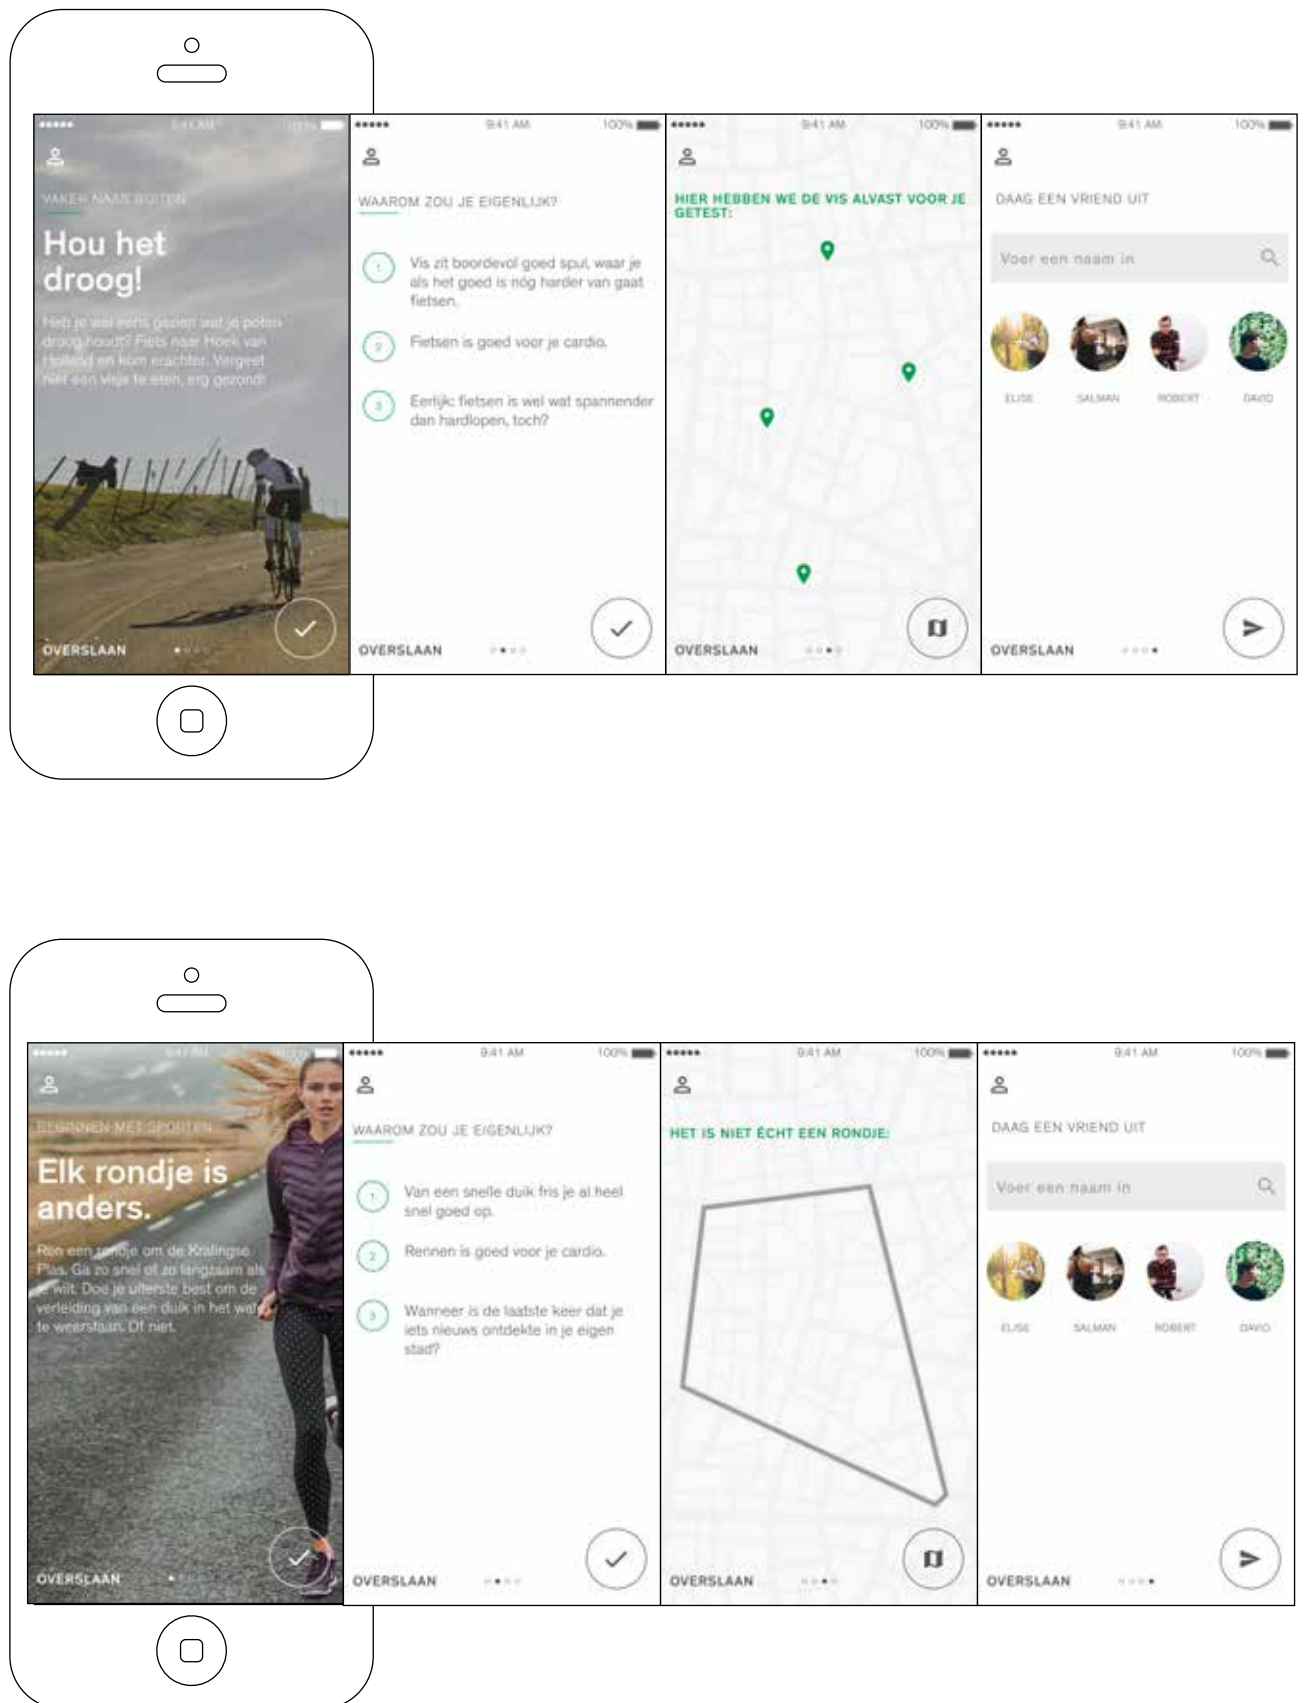 9:41 AM
100%
VAKER NAAR BUITEN
Hou het
droog!
Heb je wel eens gezien wat je poten
droog houdt? Fiets naar Hoek van
Holland en kom erachter. Vergeet
niet een visje te eten, erg gezond!
OVERSLAAN
9:41 AM
100%
WAAROM ZOU JE EIGENLIJK?
1
Vis zit boordevol goed spul, waar je
als het goed is nóg harder van gaat
fietsen.
2
Fietsen is goed voor je cardio.
3
Eerlijk: fietsen is wel wat spannender
dan hardlopen, toch?
OVERSLAAN
9:41 AM
100%
HIER HEBBEN WE DE VIS ALVAST VOOR JE
GETEST:
OVERSLAAN
9:41 AM
100%
DAAG EEN VRIEND UIT
Voer een naam in
ELISE
SALMAN
ROBERT
DAVID
OVERSLAAN
9:41 AM
100%
BEGINNEN MET SPORTEN
Elk rondje is
anders.
Ren een rondje om de Kralingse
Plas. Ga zo snel of zo langzaam als
je wilt. Doe je uiterste best om de
verleiding van een duik in het water
te weerstaan. Of niet.
OVERSLAAN
9:41 AM
100%
WAAROM ZOU JE EIGENLIJK?
1
Van een snelle duik fris je al heel
snel goed op.
2
Rennen is goed voor je cardio.
3
Wanneer is de laatste keer dat je
iets nieuws ontdekte in je eigen
stad?
OVERSLAAN
9:41 AM
100%
HET IS NIET ÉCHT EEN RONDJE:
OVERSLAAN
9:41 AM
100%
DAAG EEN VRIEND UIT
Voer een naam in
ELISE
SALMAN
ROBERT
DAVID
OVERSLAAN